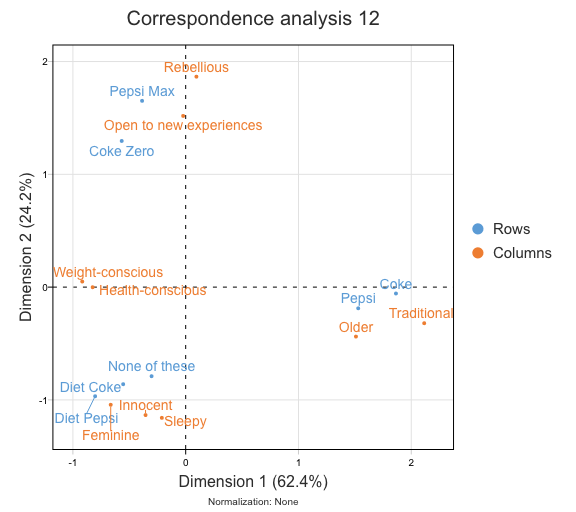 Correspondence analysis 12
Rebellious
Pepsi Max
Open to new experiences
Coke Zero
Weight-conscious
Health-conscious
Coke
Pepsi
Traditional
Older
None of these
Diet Coke
Innocent
Diet Pepsi
Sleepy
Feminine
2
1
0
-1
-1
0
1
2
Dimension 2 (24.2%)
Dimension 1 (62.4%)
Normalization: None
Rows
Columns